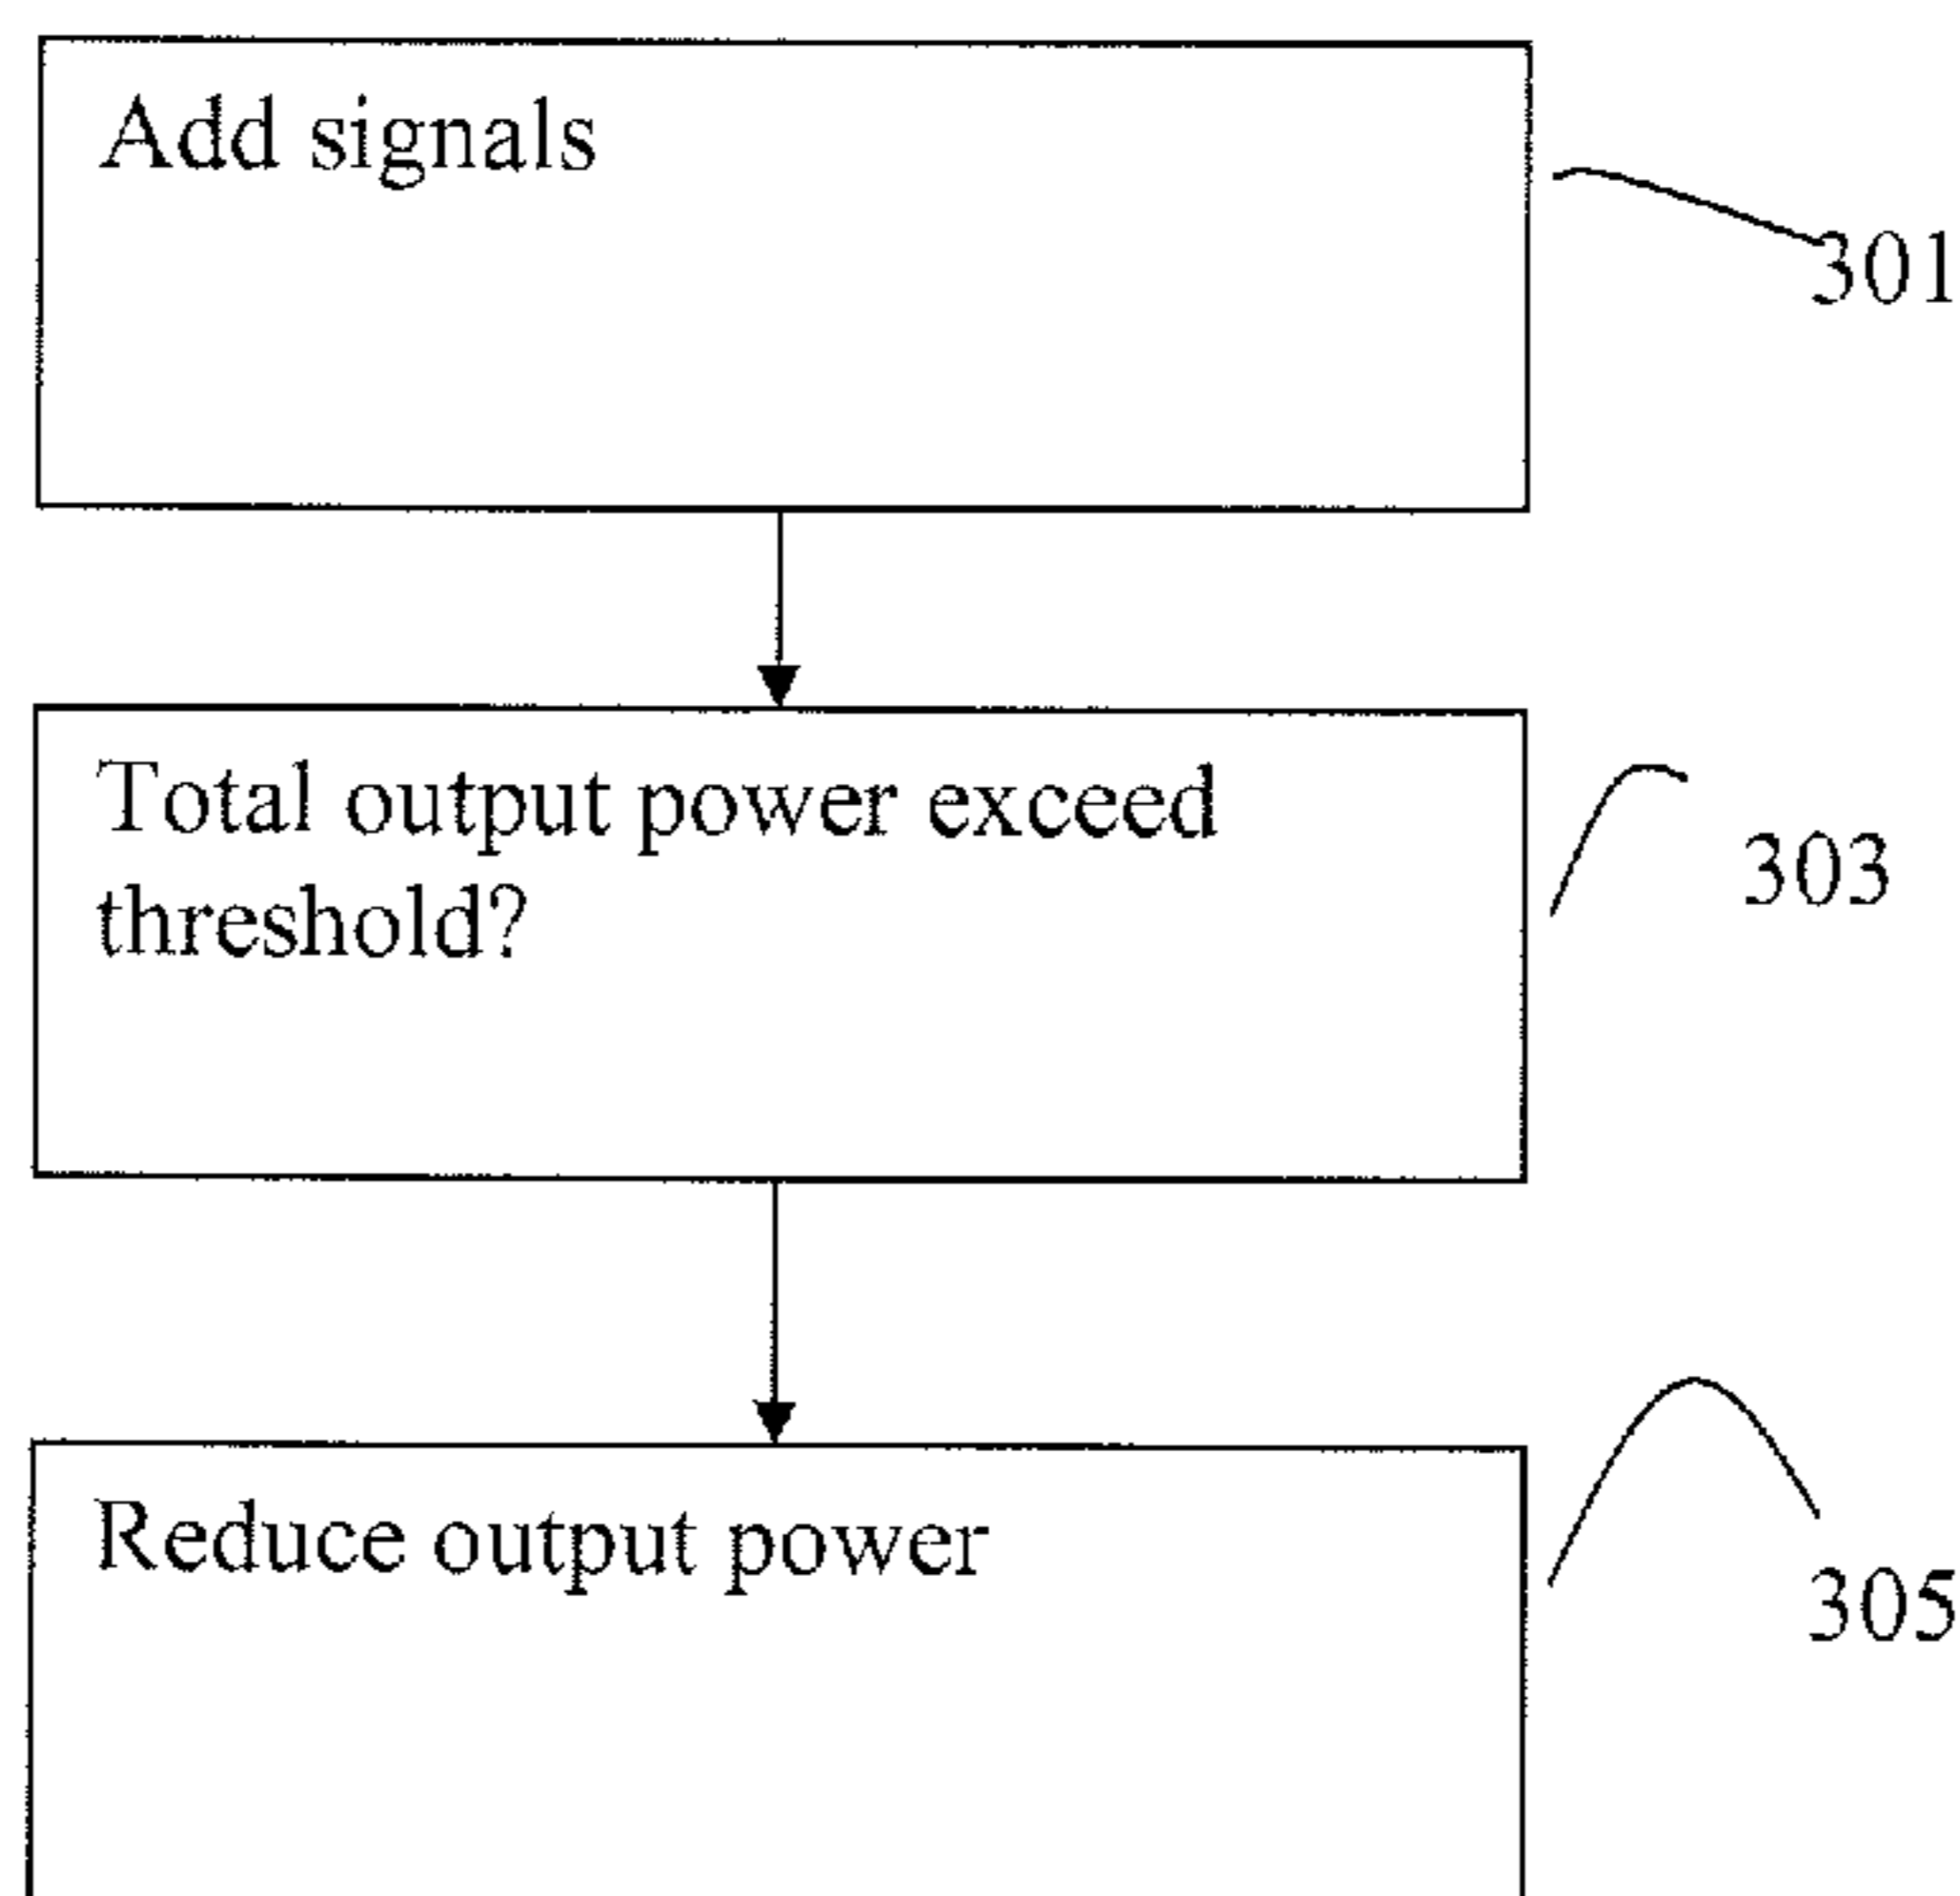 Add signals
301
Total output power exceed
threshold?
303
Reduce output power
305